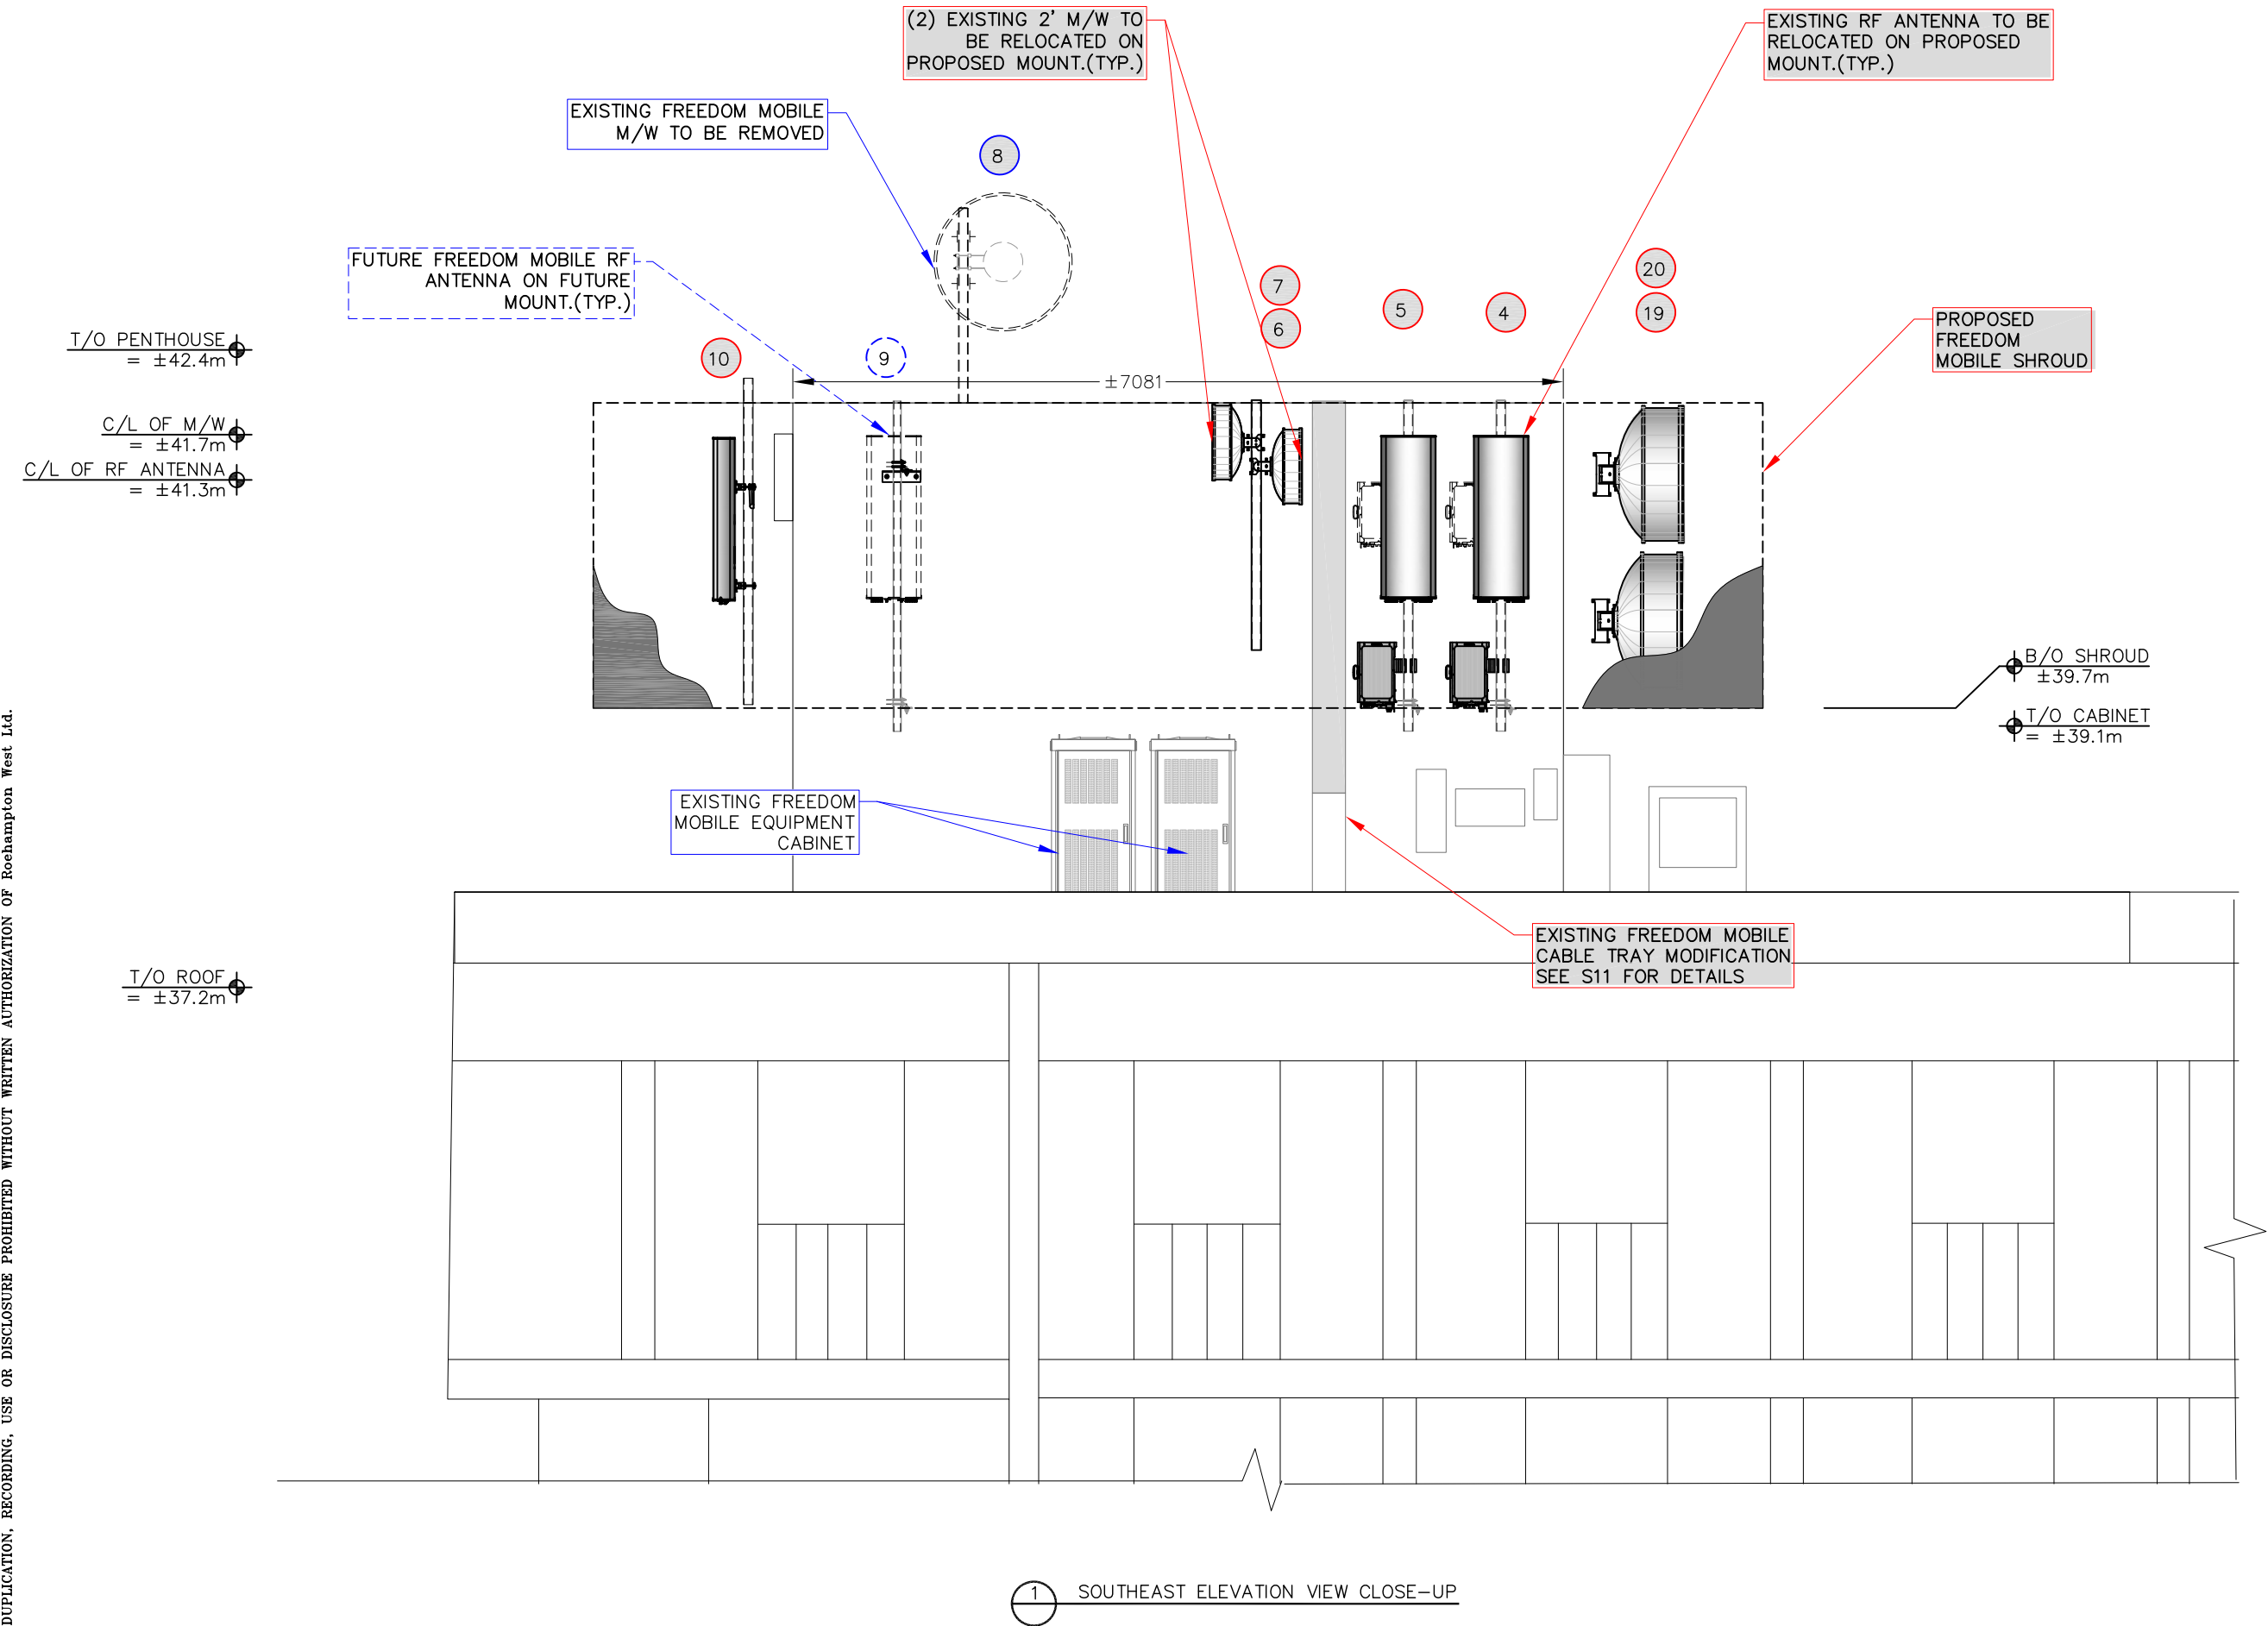 (2) EXISTING 2' M/W TO
BE RELOCATED ON
PROPOSED MOUNT.(TYP.)
EXISTING RF ANTENNA TO BE
RELOCATED ON PROPOSED
MOUNT.(TYP.)
EXISTING FREEDOM MOBILE
M/W TO BE REMOVED
8
FUTURE FREEDOM MOBILE RF
ANTENNA ON FUTURE
MOUNT.(TYP.)
7
6
5
4
20
19
PROPOSED
FREEDOM
MOBILE SHROUD
T/O PENTHOUSE
= ±42.4m
10
9
±7081
C/L OF M/W
= ±41.7m
C/L OF RF ANTENNA
= ±41.3m
B/O SHROUD
±39.7m
T/O CABINET
= ±39.1m
EXISTING FREEDOM
MOBILE EQUIPMENT
CABINET
EXISTING FREEDOM MOBILE
CABLE TRAY MODIFICATION
SEE S11 FOR DETAILS
T/O ROOF
= ±37.2m
DUPLICATION, RECORDING, USE OR DISCLOSURE PROHIBITED WITHOUT WRITTEN AUTHORIZATION OF Roehampton West Ltd.
1
SOUTHEAST ELEVATION VIEW CLOSE-UP